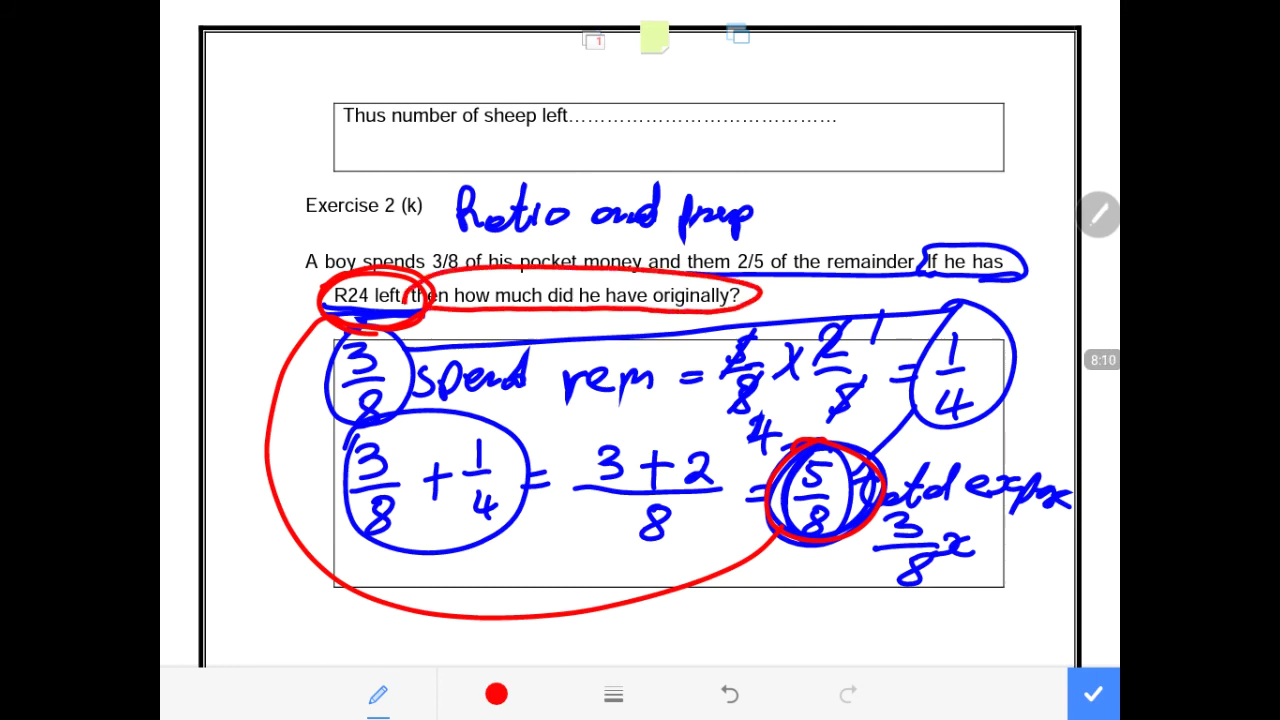 1
Thus number of sheep left…………………………………
Exercise 2 (k) Ratio and prop
A boy spends 3/8 of his pocket money and them 2/5 of the remainder. If he has
R24 left, then how much did he have originally?
3/8 spend rem = 5/8 x 2/5 1 = 1/4
4
3/8 + 1/4 = 3+2/8 = 5/8 total
3/8 x
8:10